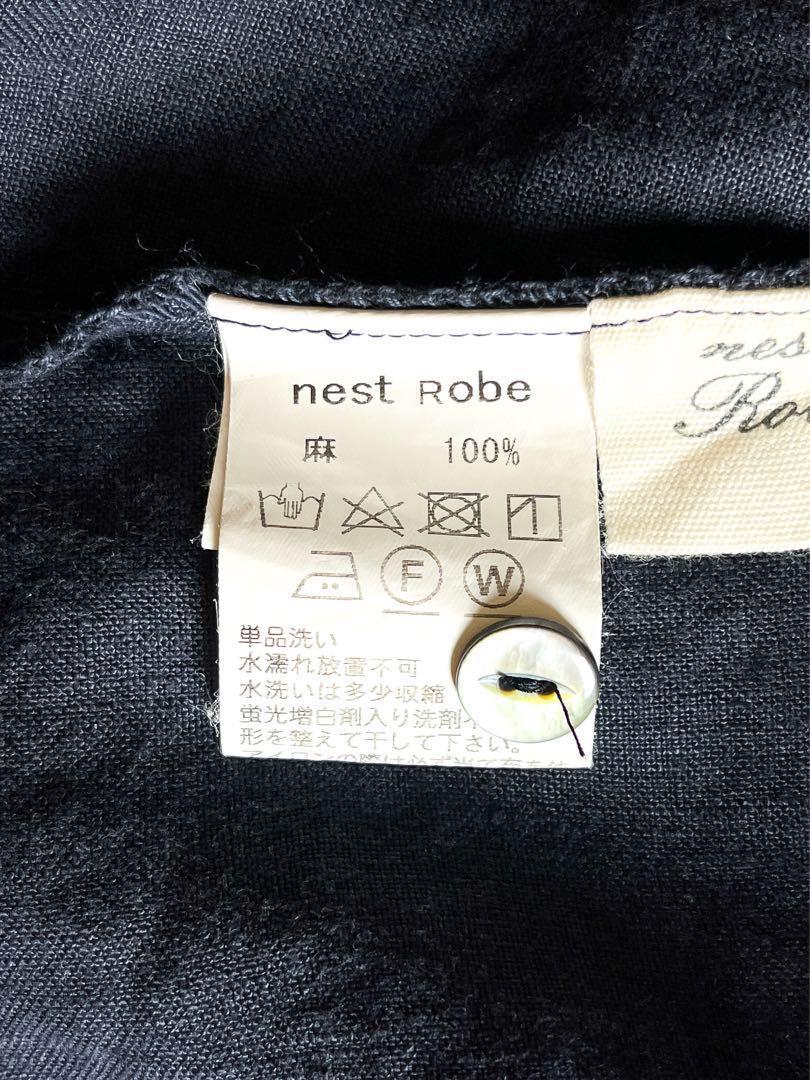 nest Robe
麻 100%
F W
単品洗い
水濡れ放置不可
水洗いは多少収縮
蛍光増白剤入り洗剤
形を整えて干して下さい。
nes
Ro